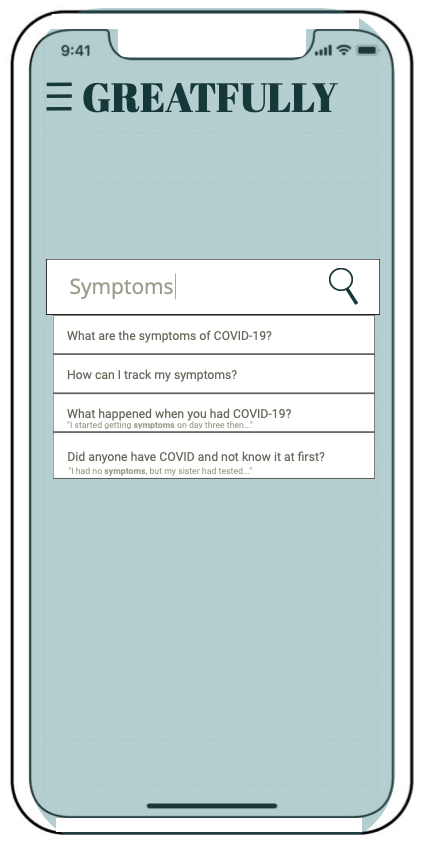 9:41
GREATFULLY
Symptoms
What are the symptoms of COVID-19?
How can I track my symptoms?
What happened when you had COVID-19?
"I started getting symptoms on day three then..."
Did anyone have COVID and not know it at first?
"I had no symptoms, but my sister had tested..."